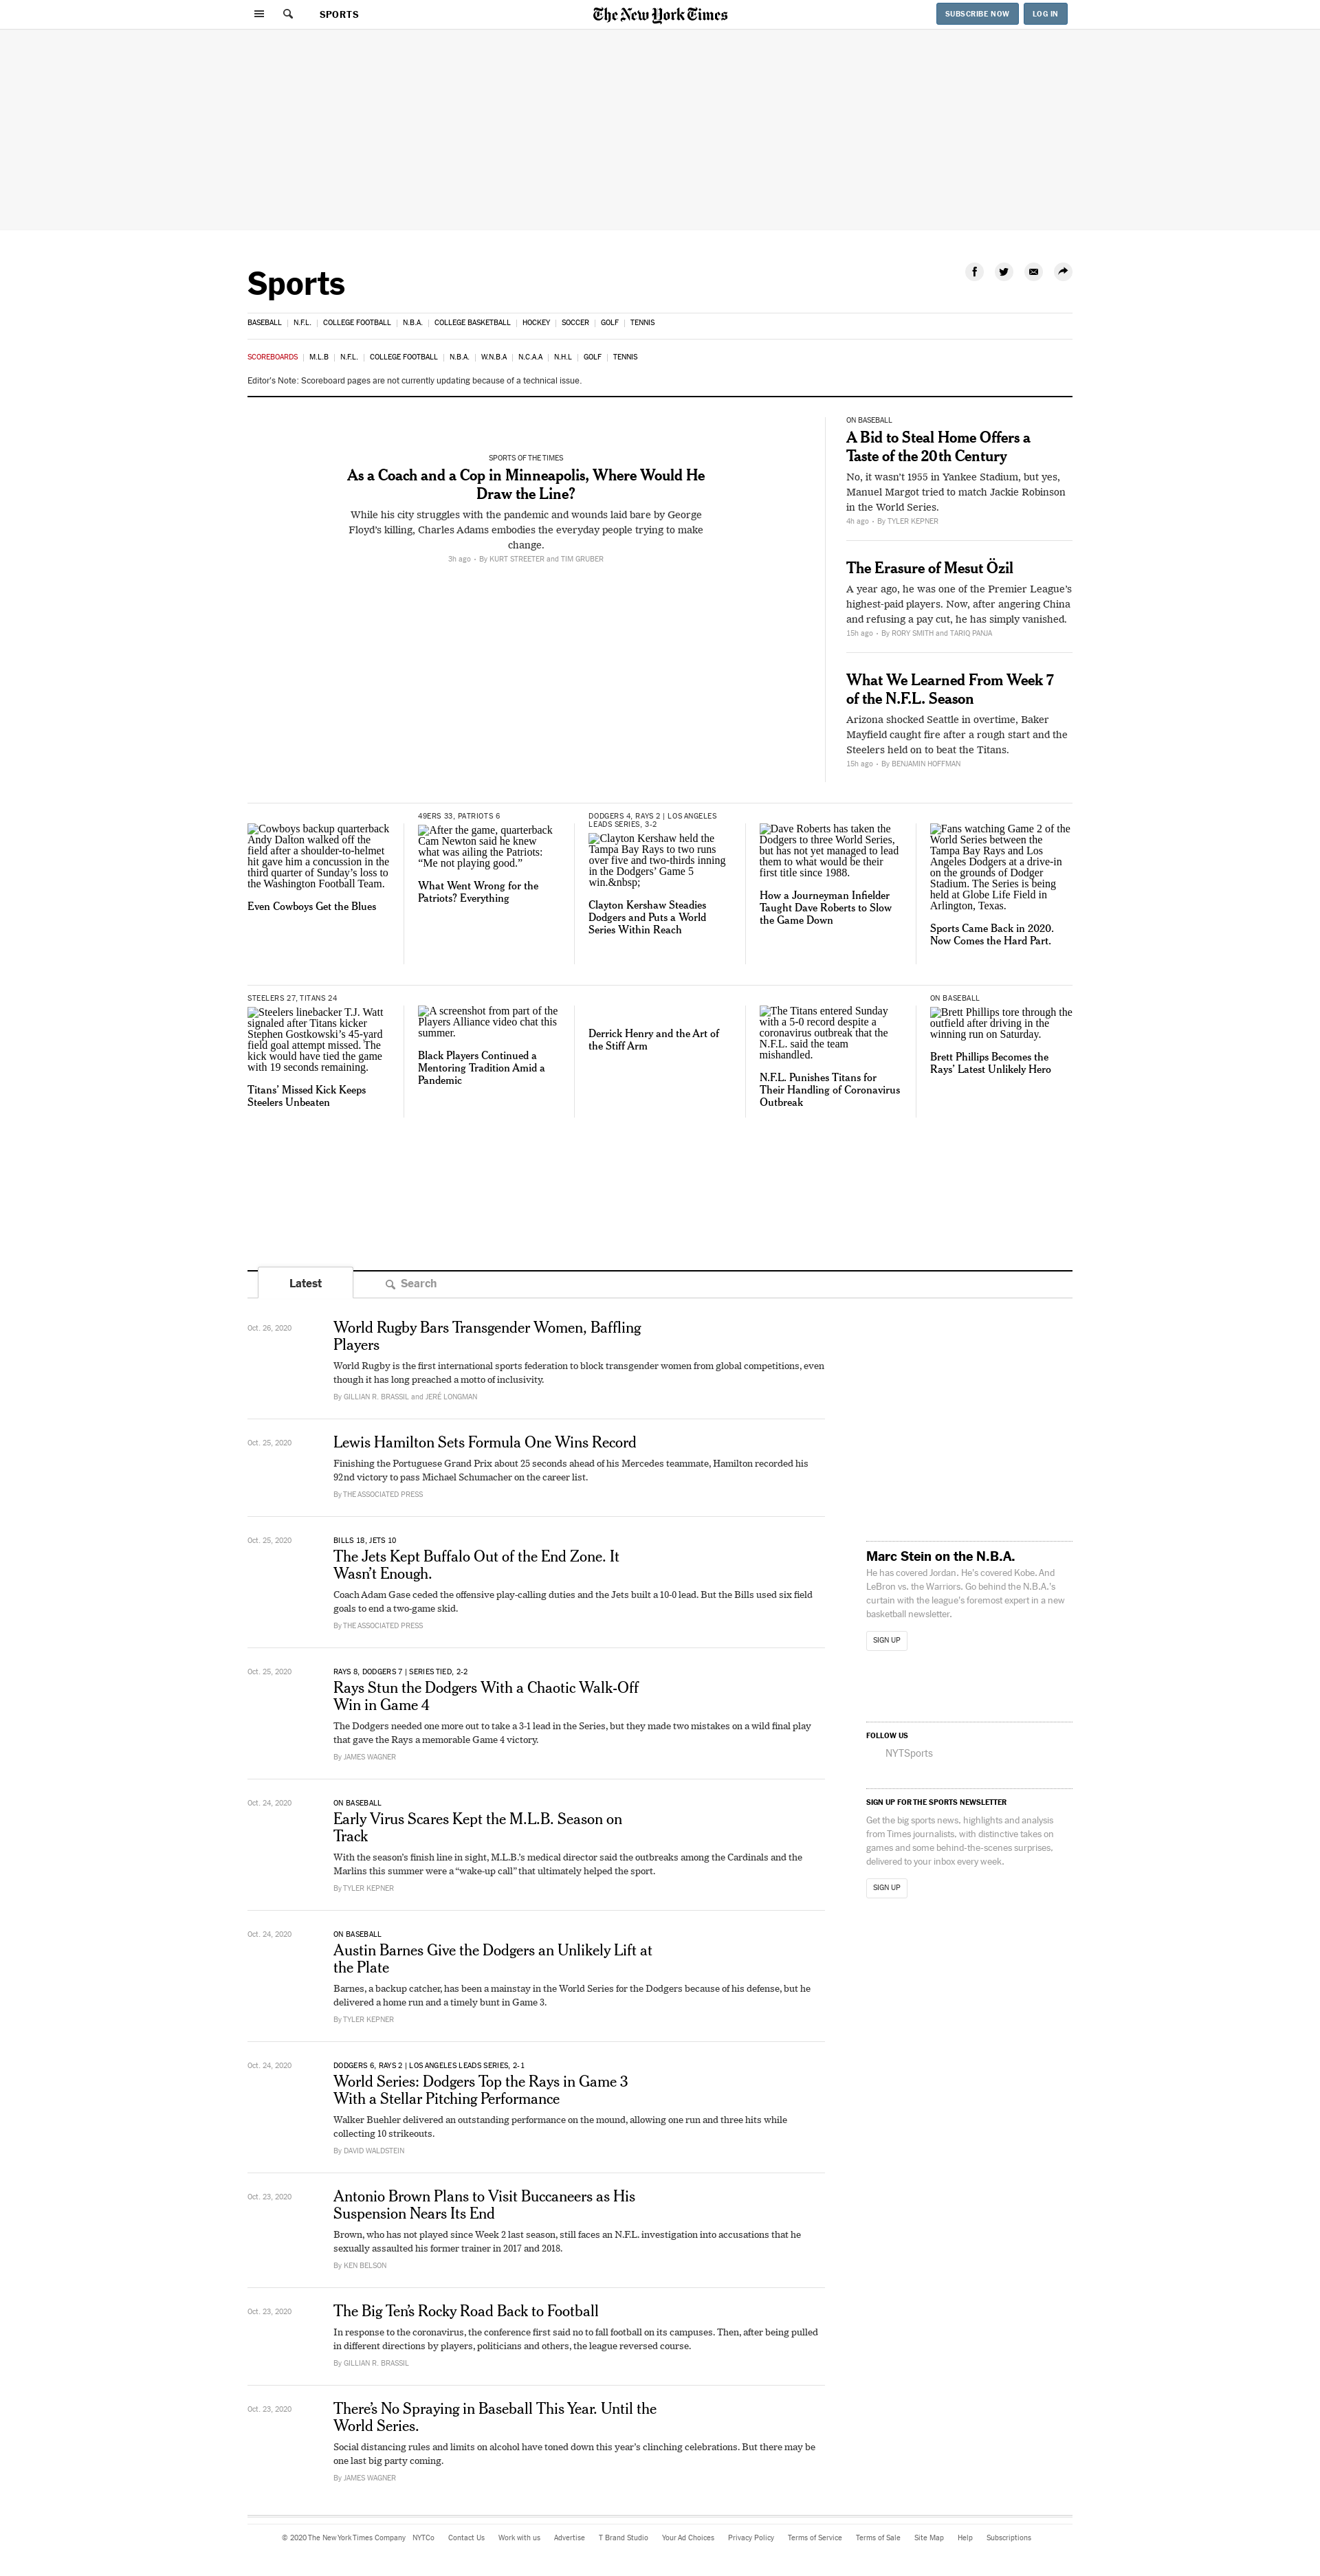 SPORTS
The New York Times
SUBSCRIBE NOW
LOG IN
Sports
BASEBALL
N.F.L.
COLLEGE FOOTBALL
N.B.A.
COLLEGE BASKETBALL
HOCKEY
SOCCER
GOLF
TENNIS
SCOREBOARDS
M.L.B
N.F.L.
COLLEGE FOOTBALL
N.B.A.
W.N.B.A
N.C.A.A
N.H.L
GOLF
TENNIS
Editor's Note: Scoreboard pages are not currently updating because of a technical issue.
SPORTS OF THE TIMES
As a Coach and a Cop in Minneapolis, Where Would He
Draw the Line?
While his city struggles with the pandemic and wounds laid bare by George
Floyd's killing, Charles Adams embodies the everyday people trying to make
change.
3h ago - By KURT STREETER and TIM GRUBER
ON BASEBALL
A Bid to Steal Home Offers a
Taste of the 20th Century
No, it wasn't 1955 in Yankee Stadium, but yes,
Manuel Margot tried to match Jackie Robinson
in the World Series.
4h ago - By TYLER KEPNER
The Erasure of Mesut Özil
A year ago, he was one of the Premier League's
highest-paid players. Now, after angering China
and refusing a pay cut, he has simply vanished.
15h ago - By RORY SMITH and TARIQ PANJA
What We Learned From Week 7
of the N.F.L. Season
Arizona shocked Seattle in overtime, Baker
Mayfield caught fire after a rough start and the
Steelers held on to beat the Titans.
15h ago - By BENJAMIN HOFFMAN
Cowboys backup quarterback
Andy Dalton walked off the
field after a shoulder-to-helmet
hit gave him a concussion in the
third quarter of Sunday's loss to
the Washington Football Team.
Even Cowboys Get the Blues
49ERS 33, PATRIOTS 6
After the game, quarterback
Cam Newton said he knew
what was ailing the Patriots:
“Me not playing good.”
What Went Wrong for the
Patriots? Everything
DODGERS 4, RAYS 2 | LOS ANGELES
LEADS SERIES, 3-2
Clayton Kershaw held the
Tampa Bay Rays to two runs
over five and two-thirds inning
in the Dodgers' Game 5
win.&nbsp;
Clayton Kershaw Steadies
Dodgers and Puts a World
Series Within Reach
Dave Roberts has taken the
Dodgers to three World Series,
but has not yet managed to lead
them to what would be their
first title since 1988.
How a Journeyman Infielder
Taught Dave Roberts to Slow
the Game Down
Fans watching Game 2 of the
World Series between the
Tampa Bay Rays and Los
Angeles Dodgers at a drive-in
on the grounds of Dodger
Stadium. The Series is being
held at Globe Life Field in
Arlington, Texas.
Sports Came Back in 2020.
Now Comes the Hard Part.
STEELERS 27, TITANS 24
Steelers linebacker T.J. Watt
signaled after Titans kicker
Stephen Gostkowski's 45-yard
field goal attempt missed. The
kick would have tied the game
with 19 seconds remaining.
Titans' Missed Kick Keeps
Steelers Unbeaten
A screenshot from part of the
Players Alliance video chat this
summer.
Black Players Continued a
Mentoring Tradition Amid a
Pandemic
Derrick Henry and the Art of
the Stiff Arm
The Titans entered Sunday
with a 5-0 record despite a
coronavirus outbreak that the
N.F.L. said the team
mishandled.
N.F.L. Punishes Titans for
Their Handling of Coronavirus
Outbreak
ON BASEBALL
Brett Phillips tore through the
outfield after driving in the
winning run on Saturday.
Brett Phillips Becomes the
Rays' Latest Unlikely Hero
Latest
Search
Oct. 26, 2020
World Rugby Bars Transgender Women, Baffling
Players
World Rugby is the first international sports federation to block transgender women from global competitions, even
though it has long preached a motto of inclusivity.
By GILLIAN R. BRASSIL and JERÉ LONGMAN
Oct. 25, 2020
Lewis Hamilton Sets Formula One Wins Record
Finishing the Portuguese Grand Prix about 25 seconds ahead of his Mercedes teammate, Hamilton recorded his
92nd victory to pass Michael Schumacher on the career list.
By THE ASSOCIATED PRESS
Oct. 25, 2020
BILLS 18, JETS 10
The Jets Kept Buffalo Out of the End Zone. It
Wasn't Enough.
Coach Adam Gase ceded the offensive play-calling duties and the Jets built a 10-0 lead. But the Bills used six field
goals to end a two-game skid.
By THE ASSOCIATED PRESS
Oct. 25, 2020
RAYS 8, DODGERS 7 | SERIES TIED, 2-2
Rays Stun the Dodgers With a Chaotic Walk-Off
Win in Game 4
The Dodgers needed one more out to take a 3-1 lead in the Series, but they made two mistakes on a wild final play
that gave the Rays a memorable Game 4 victory.
By JAMES WAGNER
Oct. 24, 2020
ON BASEBALL
Early Virus Scares Kept the M.L.B. Season on
Track
With the season's finish line in sight, M.L.B.'s medical director said the outbreaks among the Cardinals and the
Marlins this summer were a “wake-up call” that ultimately helped the sport.
By TYLER KEPNER
Oct. 24, 2020
ON BASEBALL
Austin Barnes Give the Dodgers an Unlikely Lift at
the Plate
Barnes, a backup catcher, has been a mainstay in the World Series for the Dodgers because of his defense, but he
delivered a home run and a timely bunt in Game 3.
By TYLER KEPNER
Oct. 24, 2020
DODGERS 6, RAYS 2 | LOS ANGELES LEADS SERIES, 2-1
World Series: Dodgers Top the Rays in Game 3
With a Stellar Pitching Performance
Walker Buehler delivered an outstanding performance on the mound, allowing one run and three hits while
collecting 10 strikeouts.
By DAVID WALDSTEIN
Oct. 23, 2020
Antonio Brown Plans to Visit Buccaneers as His
Suspension Nears Its End
Brown, who has not played since Week 2 last season, still faces an N.F.L. investigation into accusations that he
sexually assaulted his former trainer in 2017 and 2018.
By KEN BELSON
Oct. 23, 2020
The Big Ten's Rocky Road Back to Football
In response to the coronavirus, the conference first said no to fall football on its campuses. Then, after being pulled
in different directions by players, politicians and others, the league reversed course.
By GILLIAN R. BRASSIL
Oct. 23, 2020
There's No Spraying in Baseball This Year. Until the
World Series.
Social distancing rules and limits on alcohol have toned down this year's clinching celebrations. But there may be
one last big party coming.
By JAMES WAGNER
Marc Stein on the N.B.A.
He has covered Jordan. He's covered Kobe. And
LeBron vs. the Warriors. Go behind the N.B.A.'s
curtain with the league's foremost expert in a new
basketball newsletter.
SIGN UP
FOLLOW US
NYTSports
SIGN UP FOR THE SPORTS NEWSLETTER
Get the big sports news, highlights and analysis
from Times journalists, with distinctive takes on
games and some behind-the-scenes surprises,
delivered to your inbox every week.
SIGN UP
© 2020 The New York Times Company
NYTCo
Contact Us
Work with us
Advertise
T Brand Studio
Your Ad Choices
Privacy Policy
Terms of Service
Terms of Sale
Site Map
Help
Subscriptions